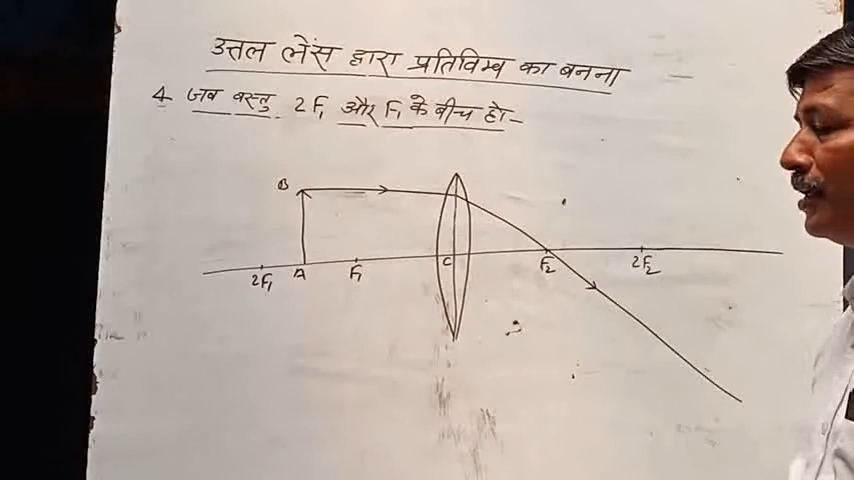 उत्तल लेंस द्वारा प्रतिविम्ब का बनना
4 जब वस्तु 2F₁ और F₁ के बीच हो-
B
2F₁ A F₁ C F₂ 2F₂